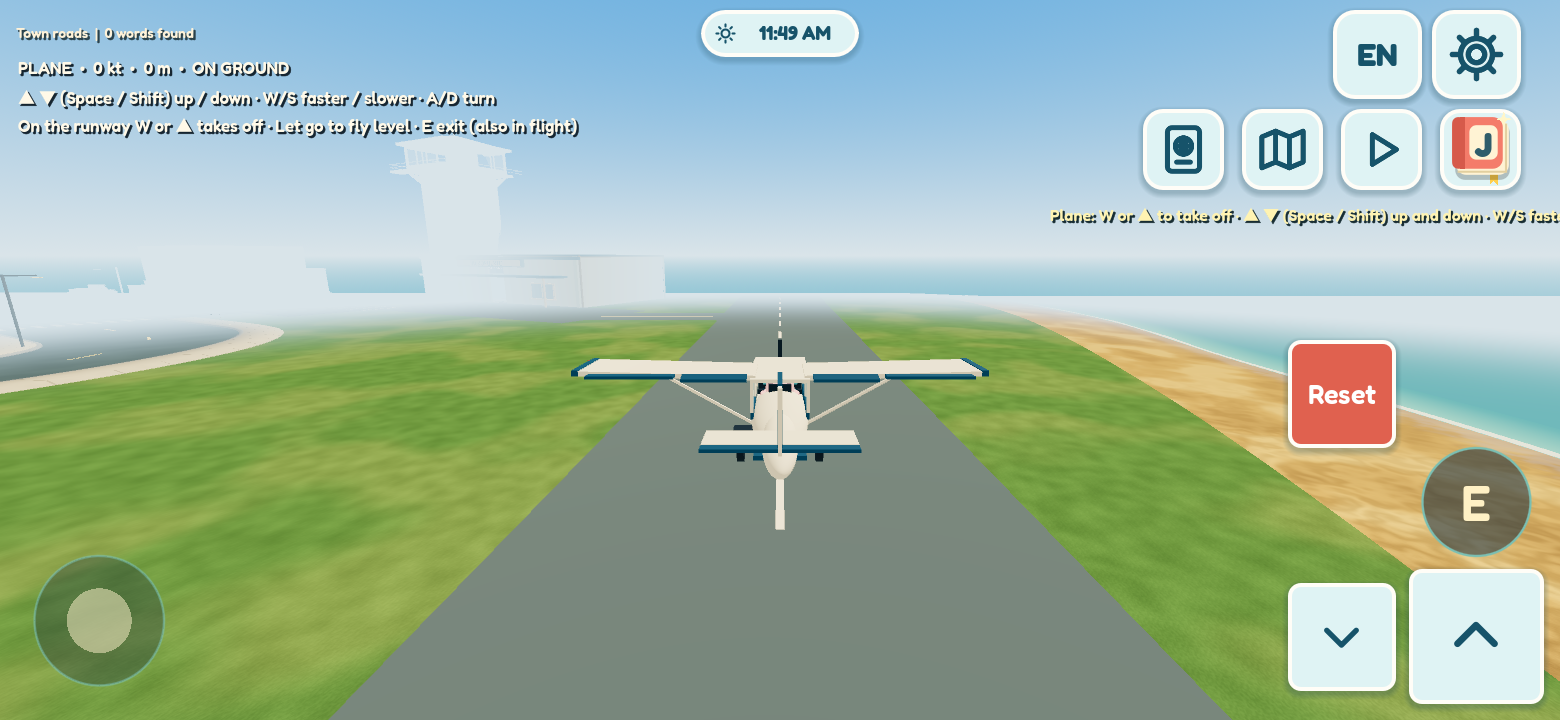 Town roads | 0 words found
11:49 AM
EN
PLANE • 0 kt • 0 m • ON GROUND
▲ ▼ (Space / Shift) up / down · W/S faster / slower · A/D turn
On the runway W or ▲ takes off · Let go to fly level · E exit (also in flight)
J
Plane: W or ▲ to take off · ▲ ▼ (Space / Shift) up and down · W/S fast
Reset
E